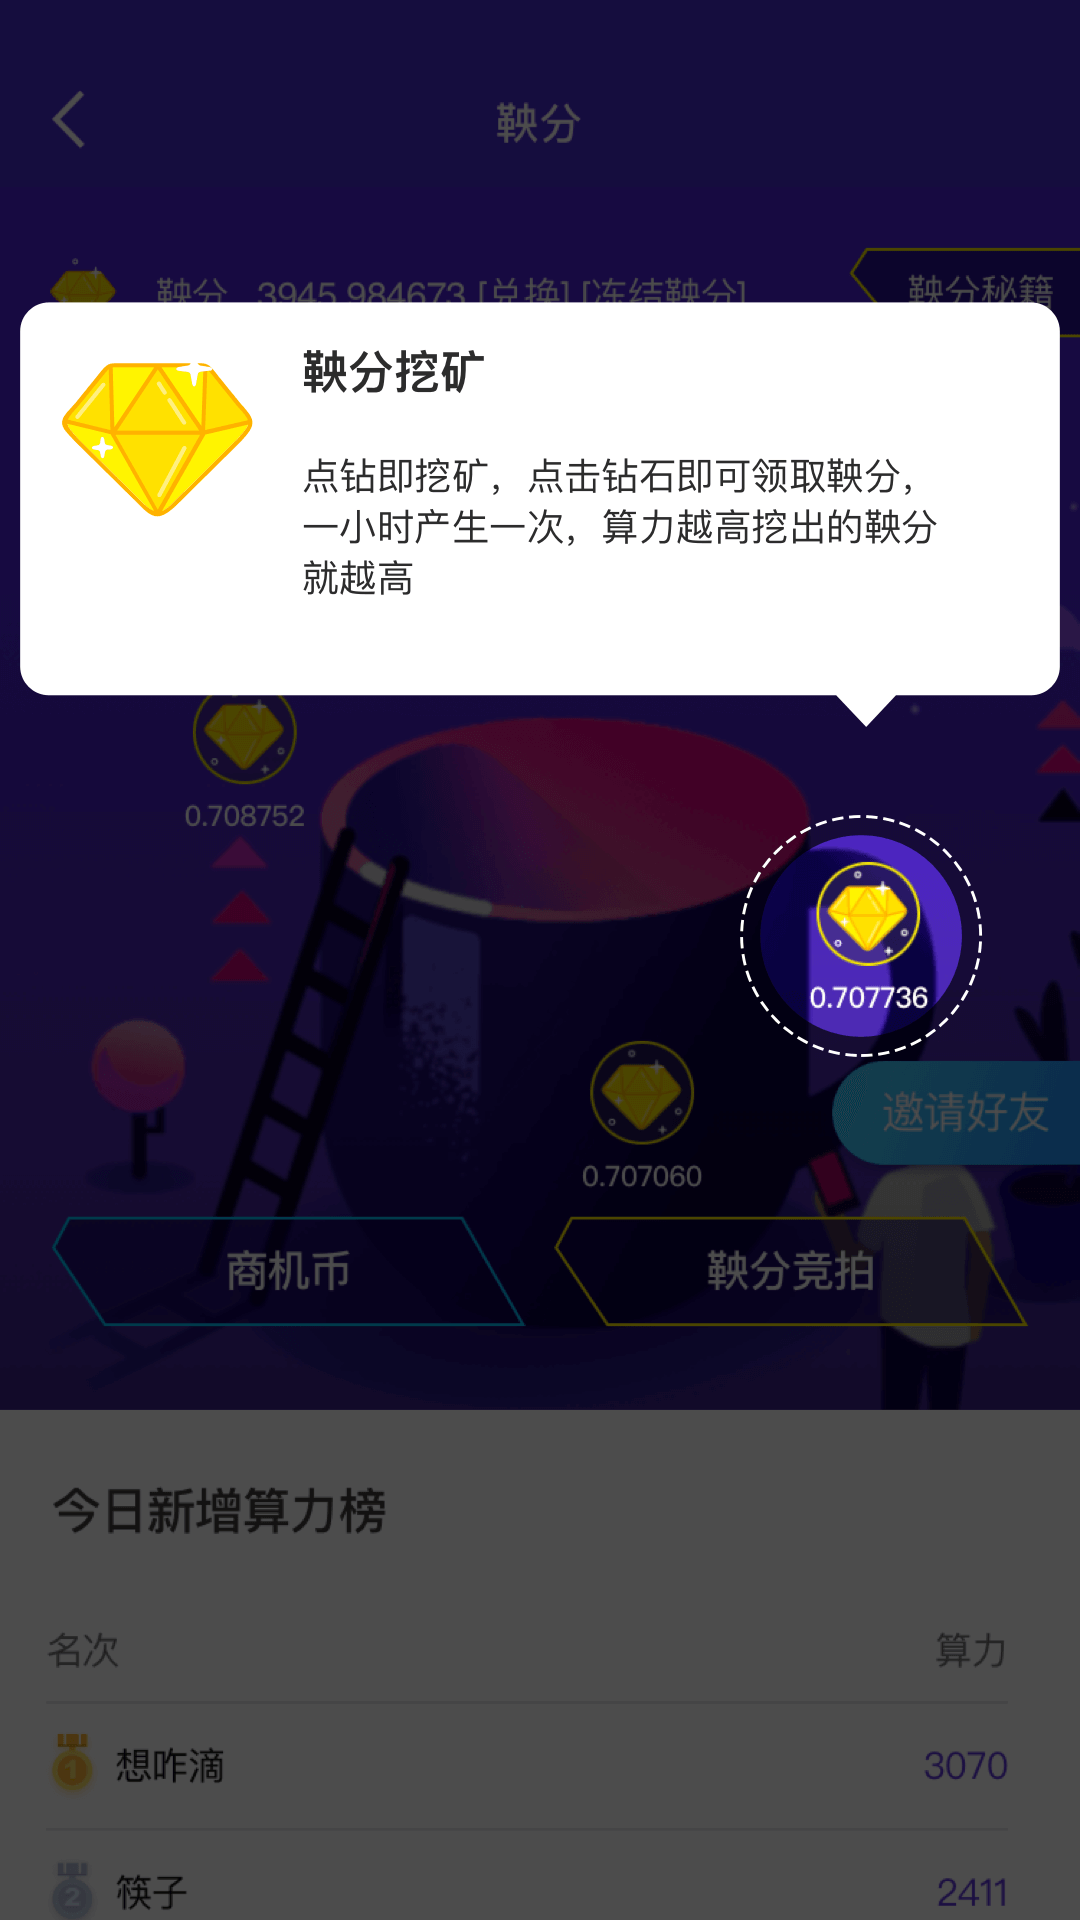 鞅分
鞅分 3945.984673 [兑换] [冻结鞅分]
鞅分秘籍
鞅分挖矿
点钻即挖矿，点击钻石即可领取鞅分，
一小时产生一次，算力越高挖出的鞅分
就越高
0.708752
0.707736
0.707060
邀请好友
商机币
鞅分竞拍
今日新增算力榜
名次 算力
1 想咋滴 3070
2 筷子 2411